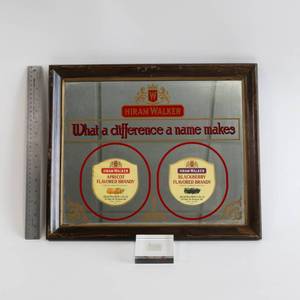 HIRAM WALKER
What a difference a name makes
HIRAM WALKER
APRICOT
FLAVORED BRANDY
HIRAM WALKER
BLACKBERRY
FLAVORED BRANDY